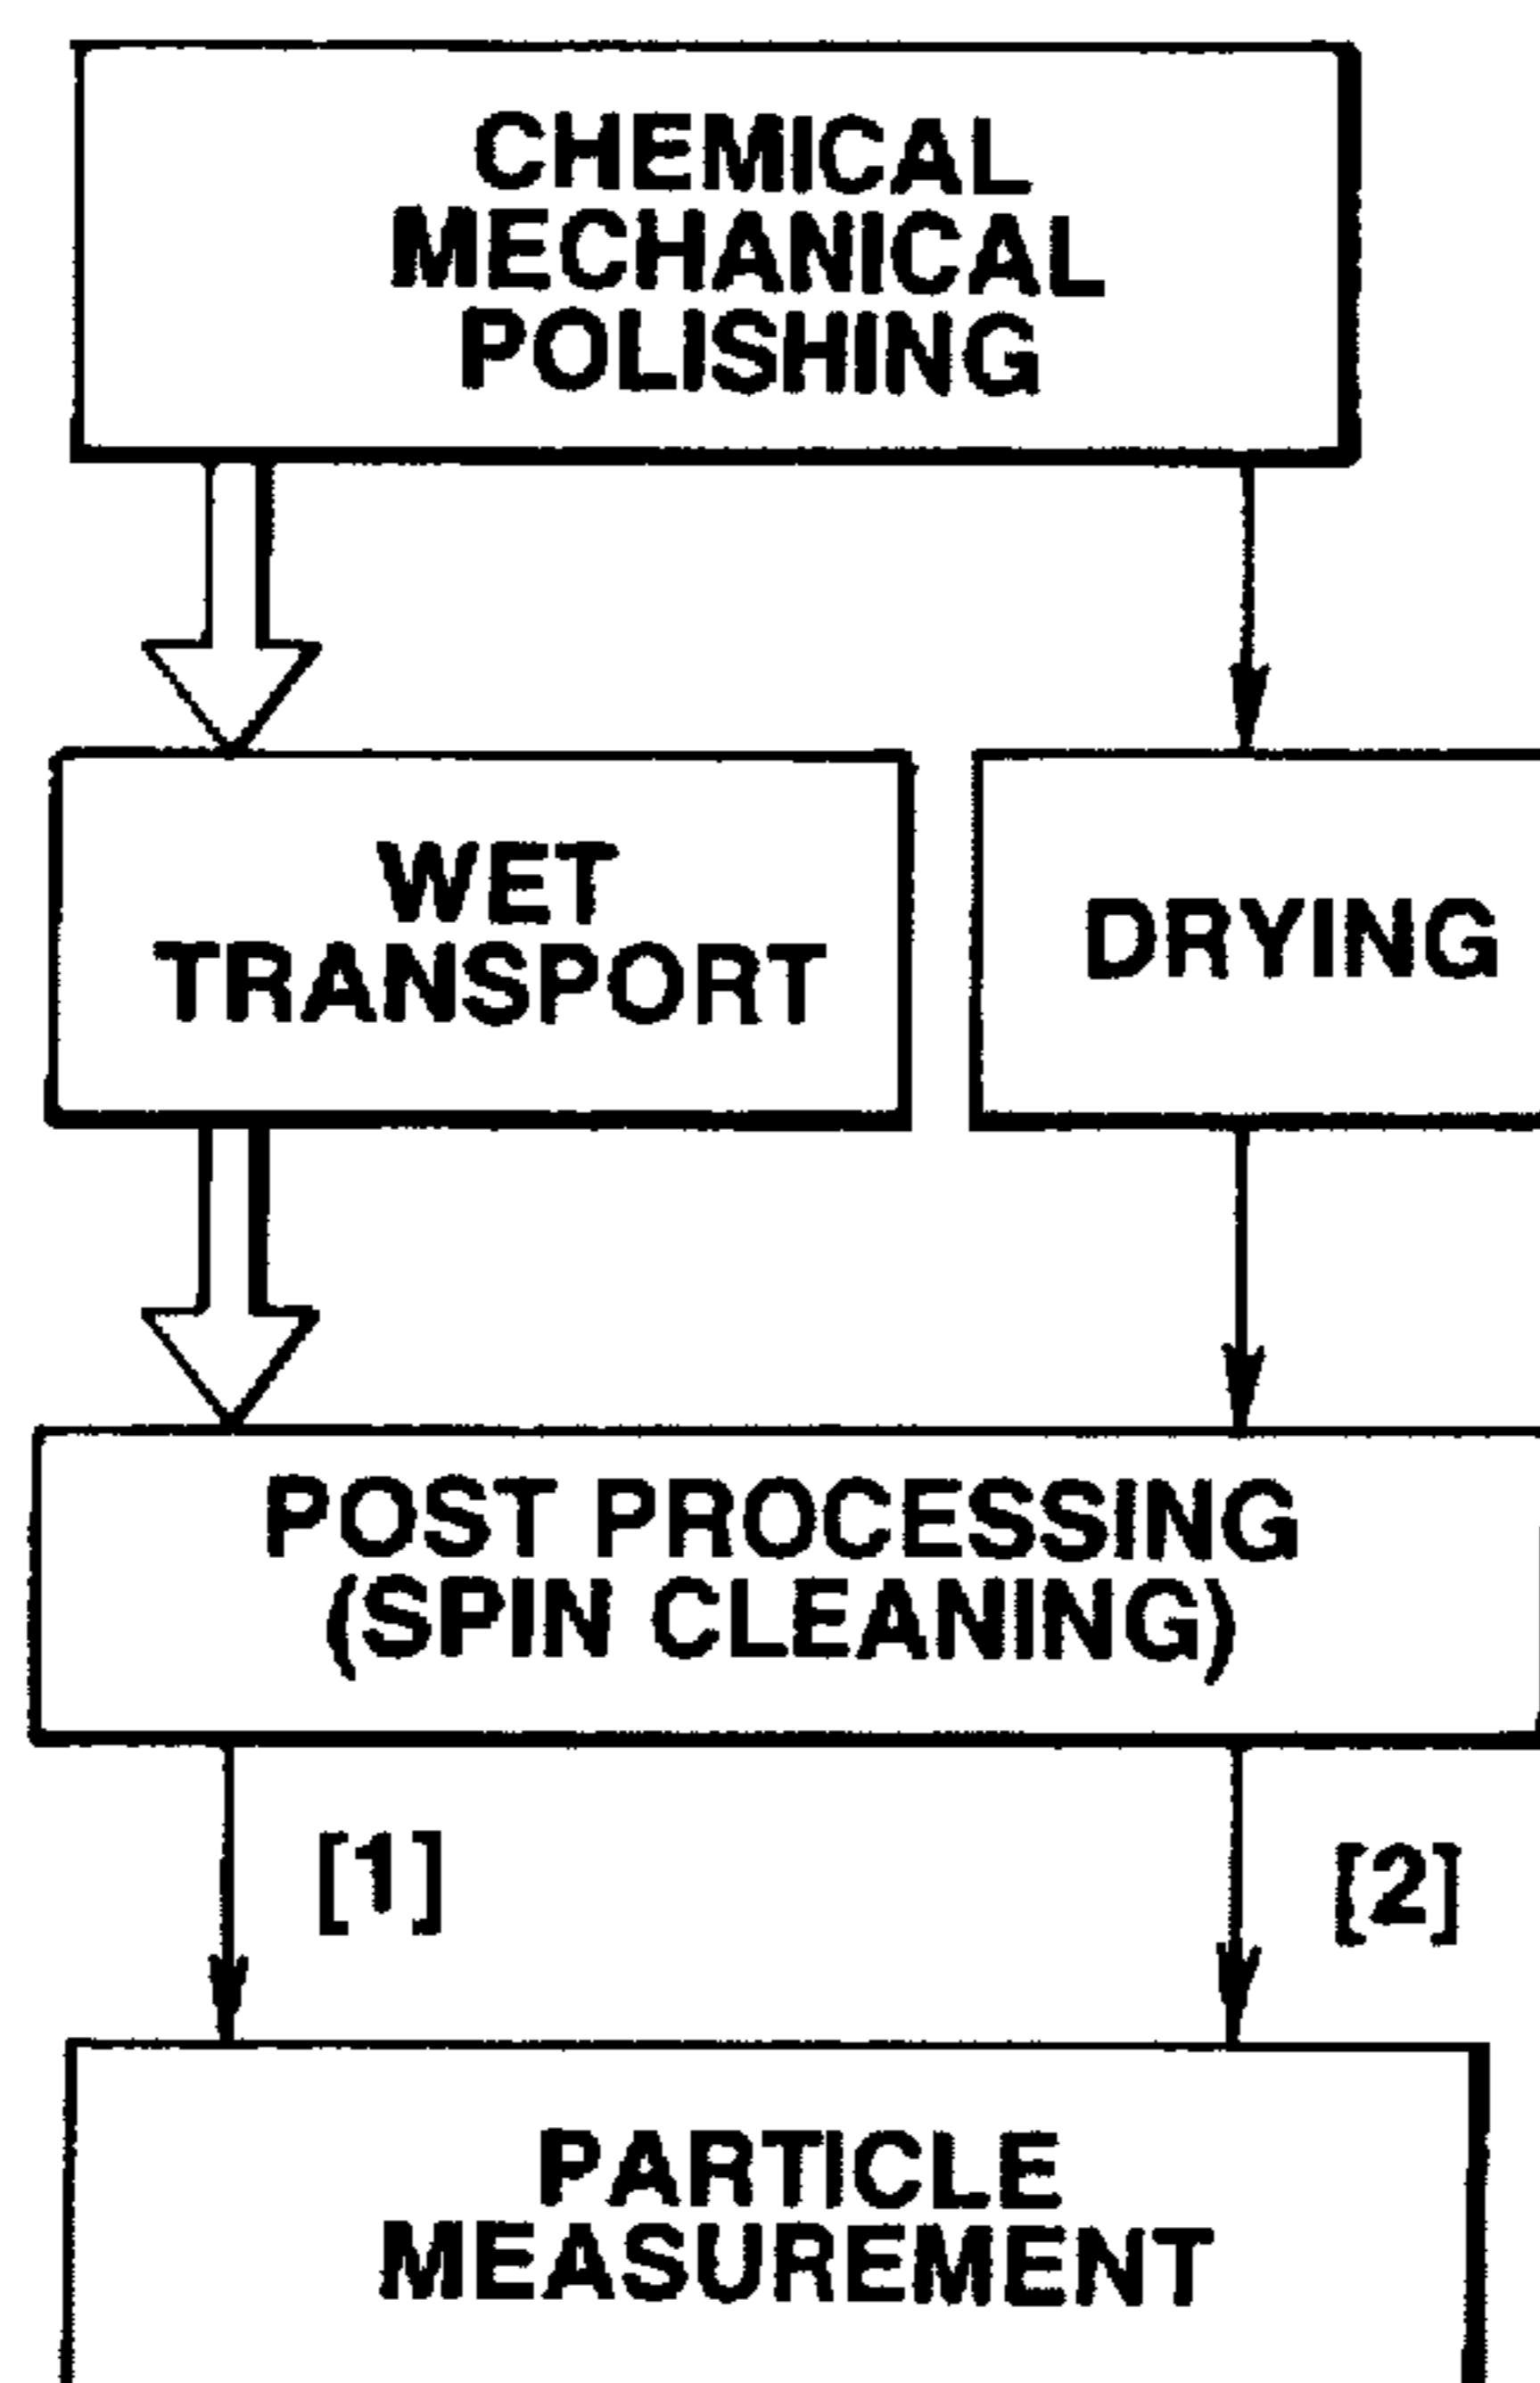 CHEMICAL
MECHANICAL
POLISHING
WET
TRANSPORT
DRYING
POST PROCESSING
(SPIN CLEANING)
[1]
[2]
PARTICLE
MEASUREMENT